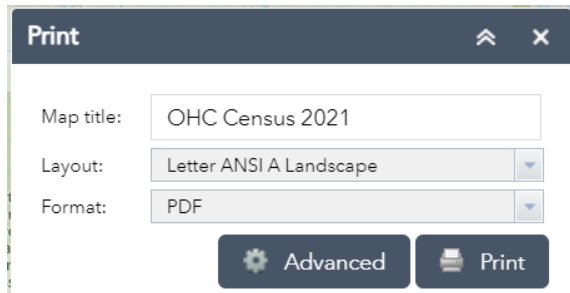 Print
Map title: OHC Census 2021
Layout: Letter ANSI A Landscape
Format: PDF
Advanced Print